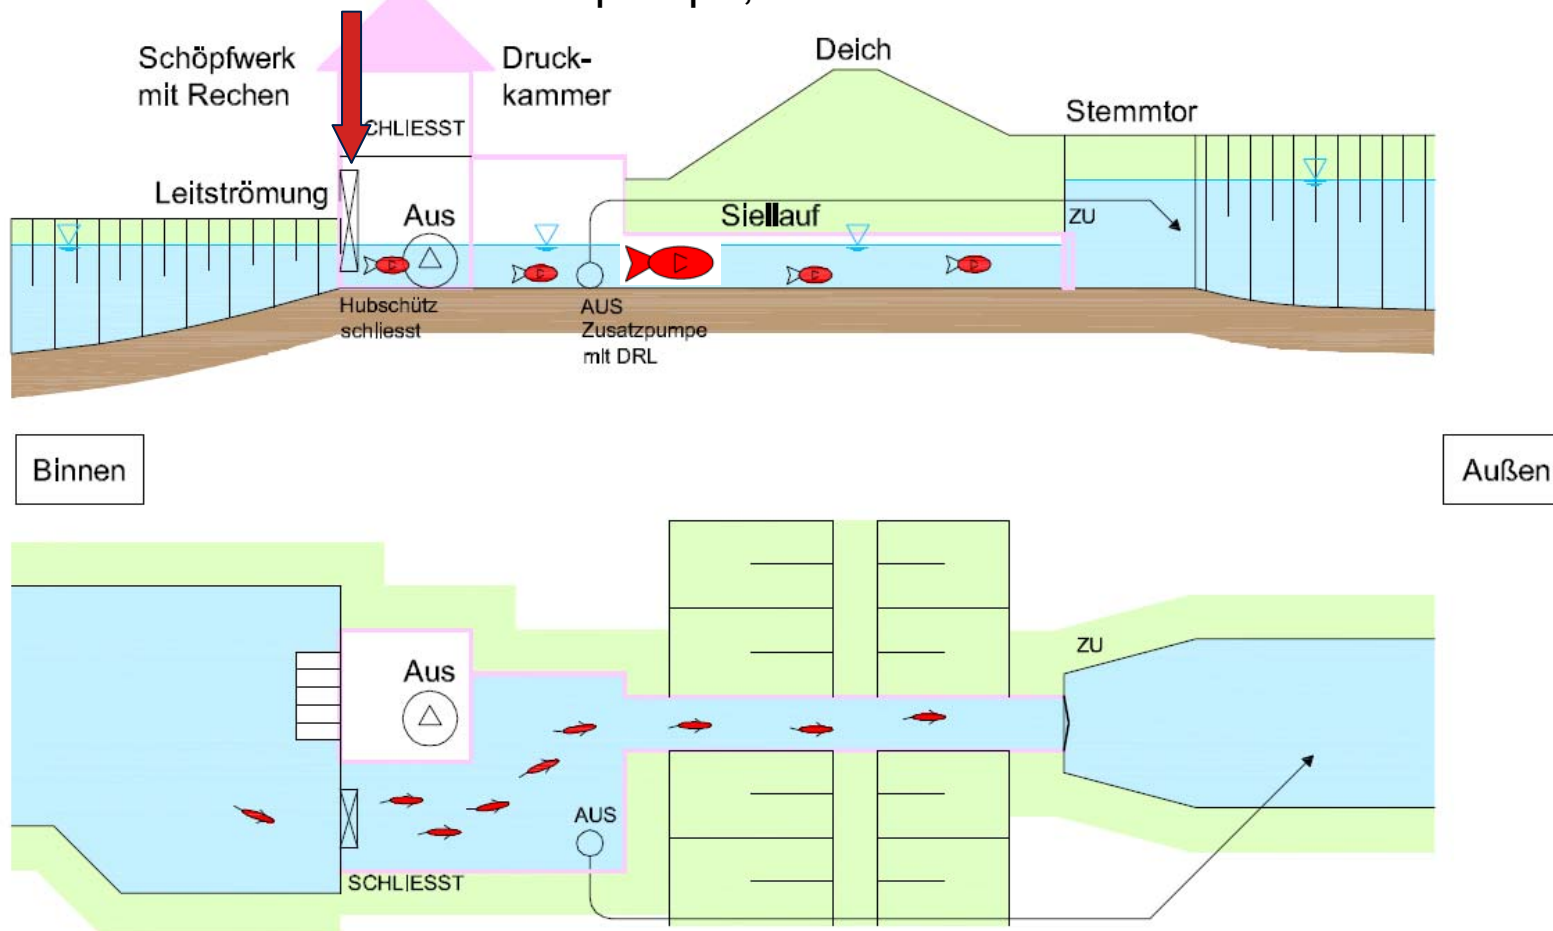 Schöpfwerk
mit Rechen
Druck-
kammer
Deich
Stemmtor
CHLIESST
Leitströmung
Aus
Siellauf
ZU
Hubschütz
schliesst
AUS
Zusatzpumpe
mit DRL
Binnen
Außen
Aus
ZU
AUS
SCHLIESST